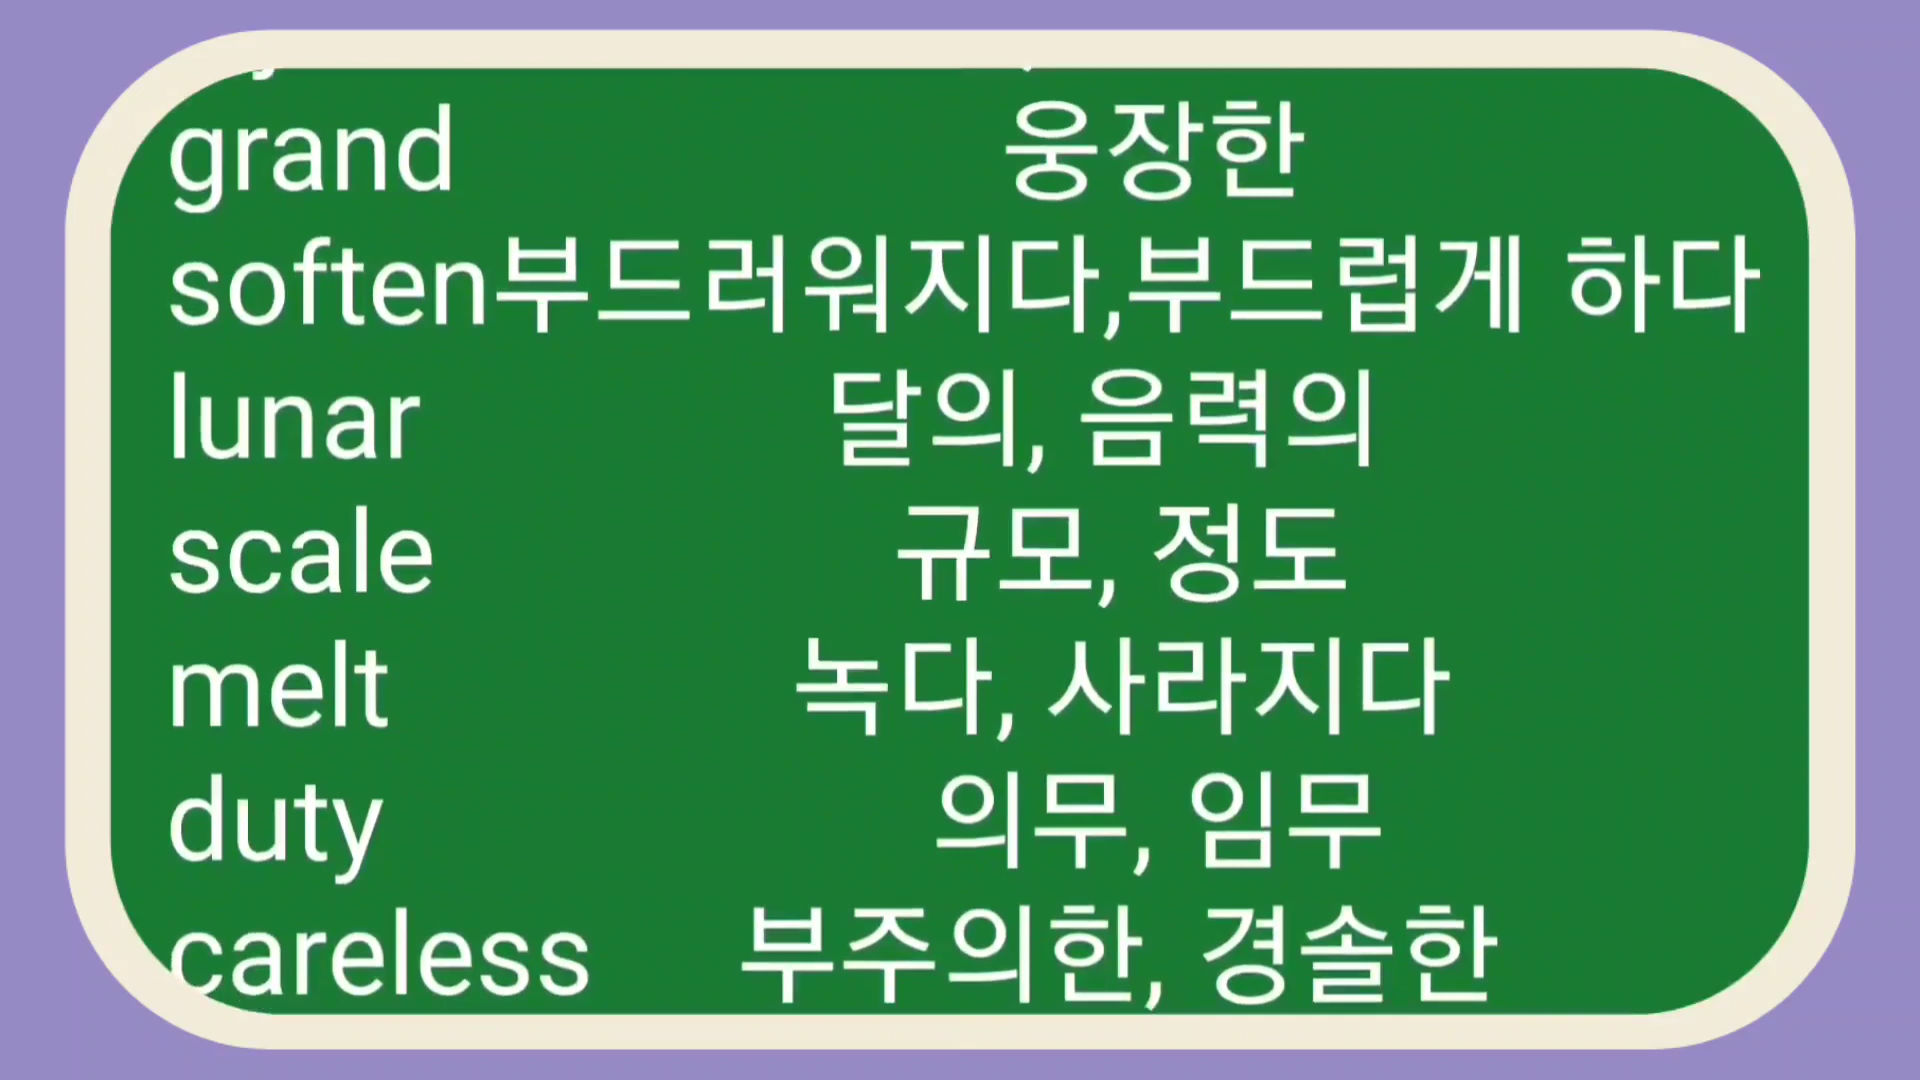 grand 웅장한
soften부드러워지다,부드럽게 하다
lunar 달의, 음력의
scale 규모, 정도
melt 녹다, 사라지다
duty 의무, 임무
careless 부주의한, 경솔한